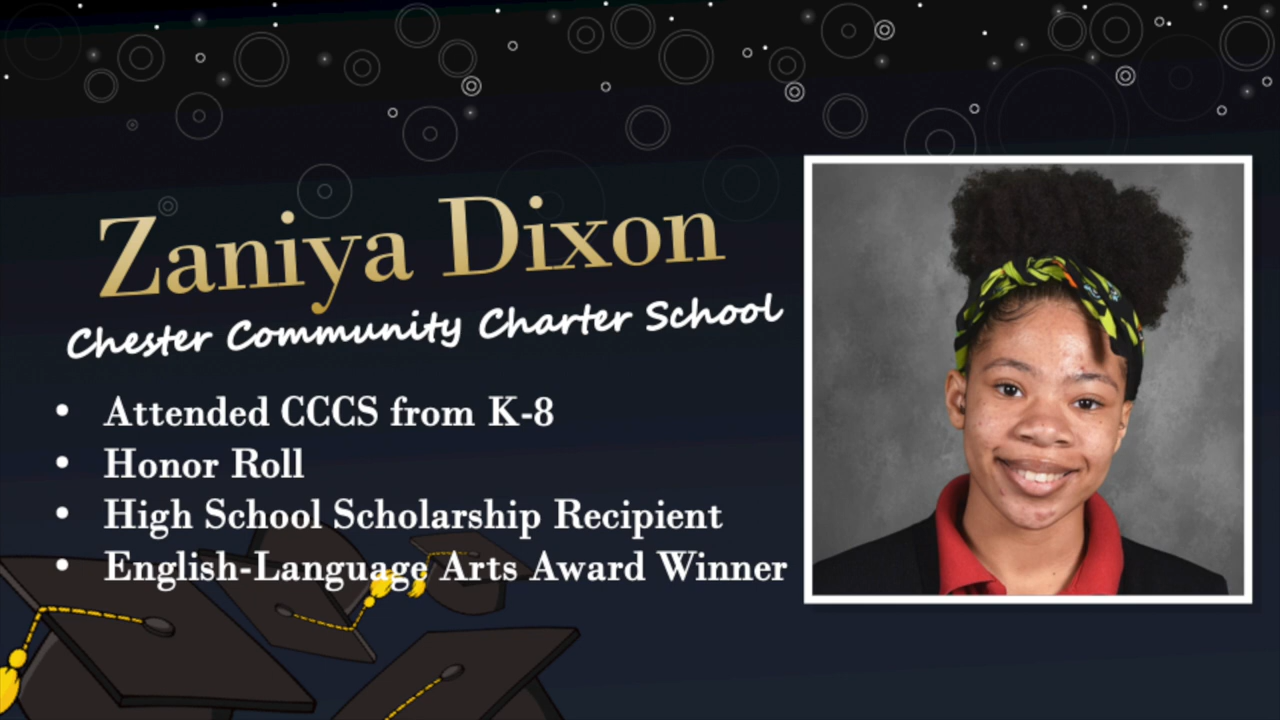 Zaniya Dixon
Chester Community Charter School
• Attended CCCS from K-8
• Honor Roll
• High School Scholarship Recipient
• English-Language Arts Award Winner